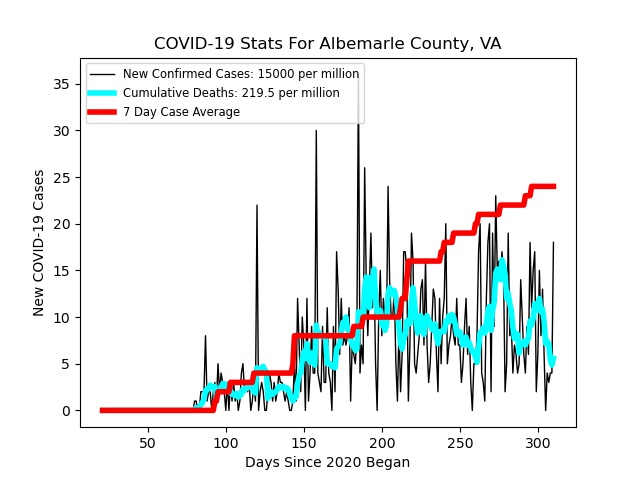 COVID-19 Stats For Albemarle County, VA
New Confirmed Cases: 15000 per million
Cumulative Deaths: 219.5 per million
7 Day Case Average
New COVID-19 Cases
35
30
25
20
15
10
5
0
50
100
150
200
250
300
Days Since 2020 Began